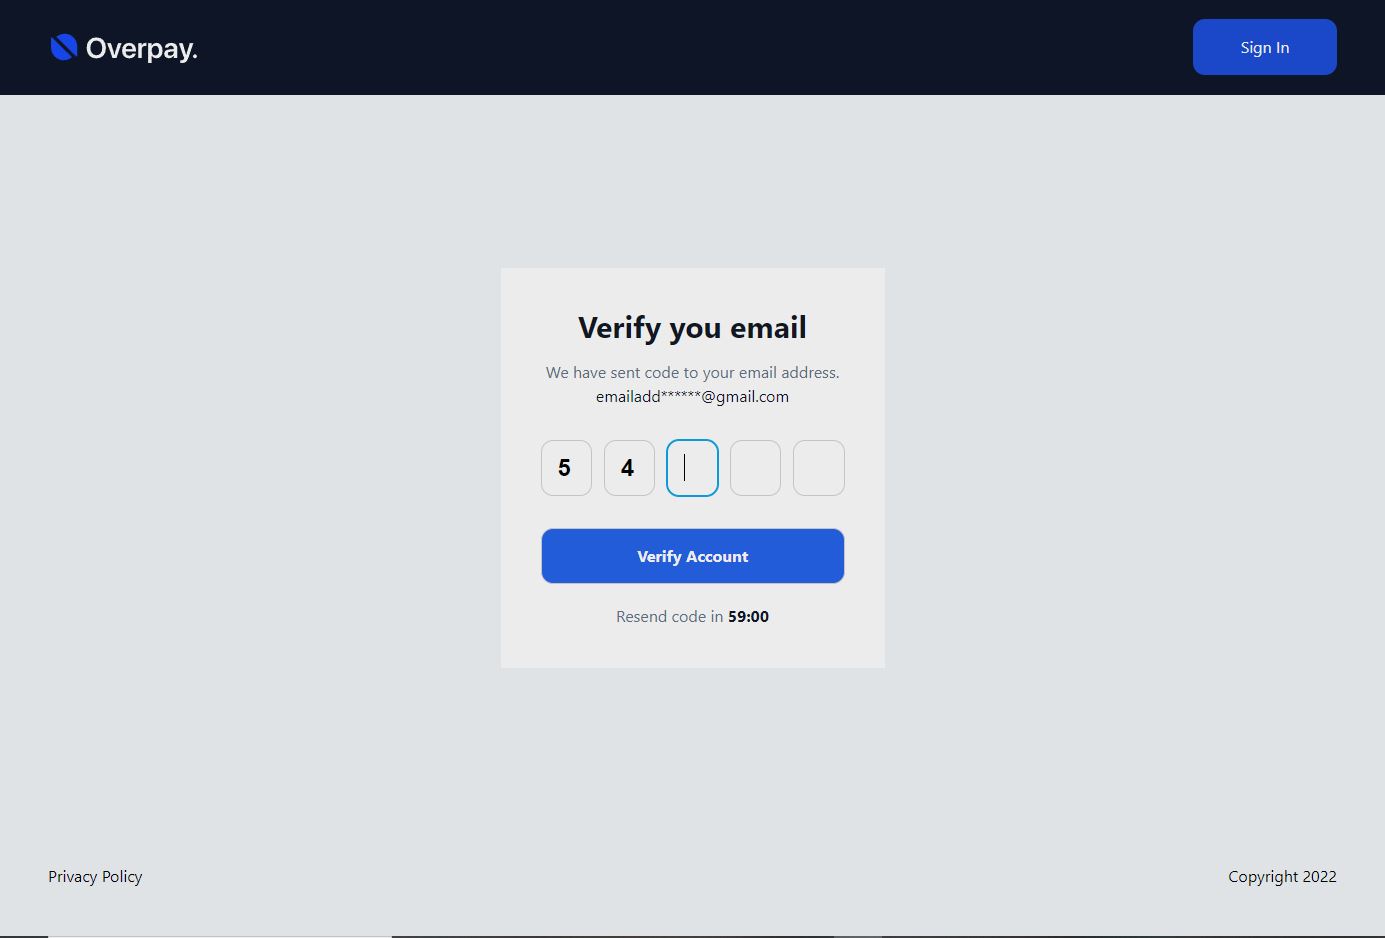 Overpay.
Sign In
Verify you email
We have sent code to your email address.
emailadd******@gmail.com
5 4
Verify Account
Resend code in 59:00
Privacy Policy
Copyright 2022